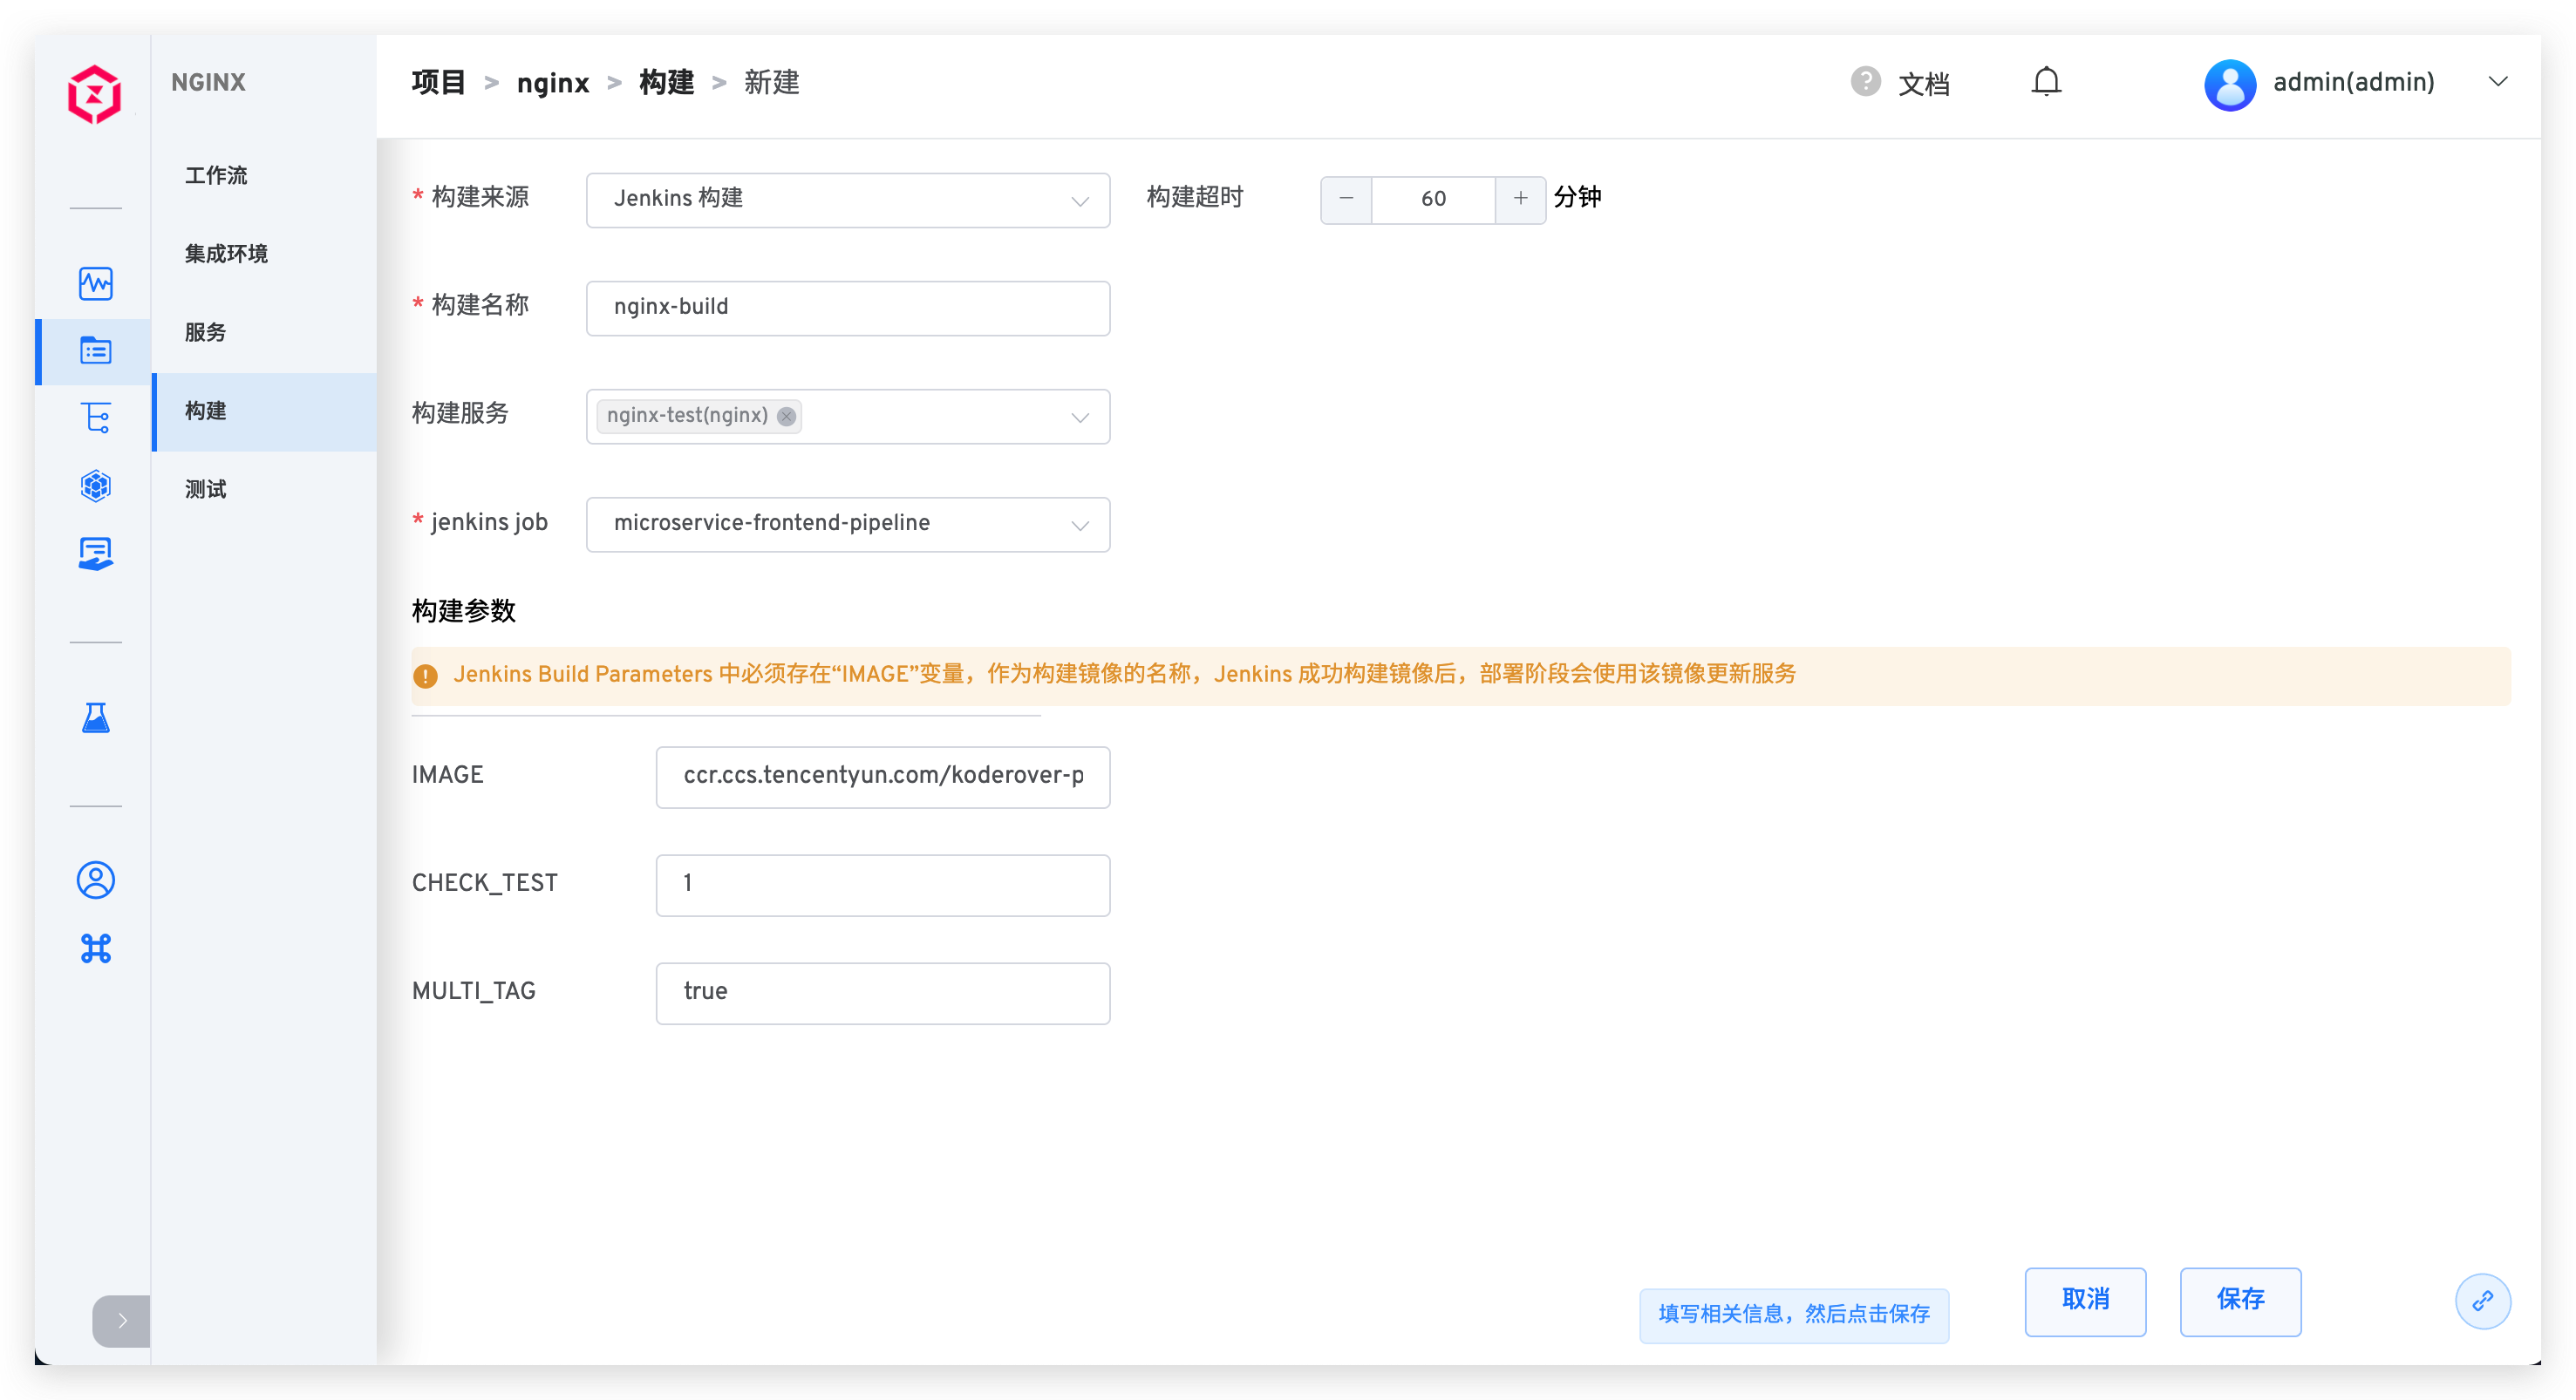 NGINX
项目 > nginx > 构建 > 新建
文档
admin(admin)
工作流
集成环境
服务
构建
测试
* 构建来源
Jenkins 构建
构建超时
60
分钟
* 构建名称
nginx-build
构建服务
nginx-test(nginx)
* jenkins job
microservice-frontend-pipeline
构建参数
Jenkins Build Parameters 中必须存在“IMAGE”变量，作为构建镜像的名称，Jenkins 成功构建镜像后，部署阶段会使用该镜像更新服务
IMAGE
ccr.ccs.tencentyun.com/koderover-p
CHECK_TEST
1
MULTI_TAG
true
填写相关信息，然后点击保存
取消
保存